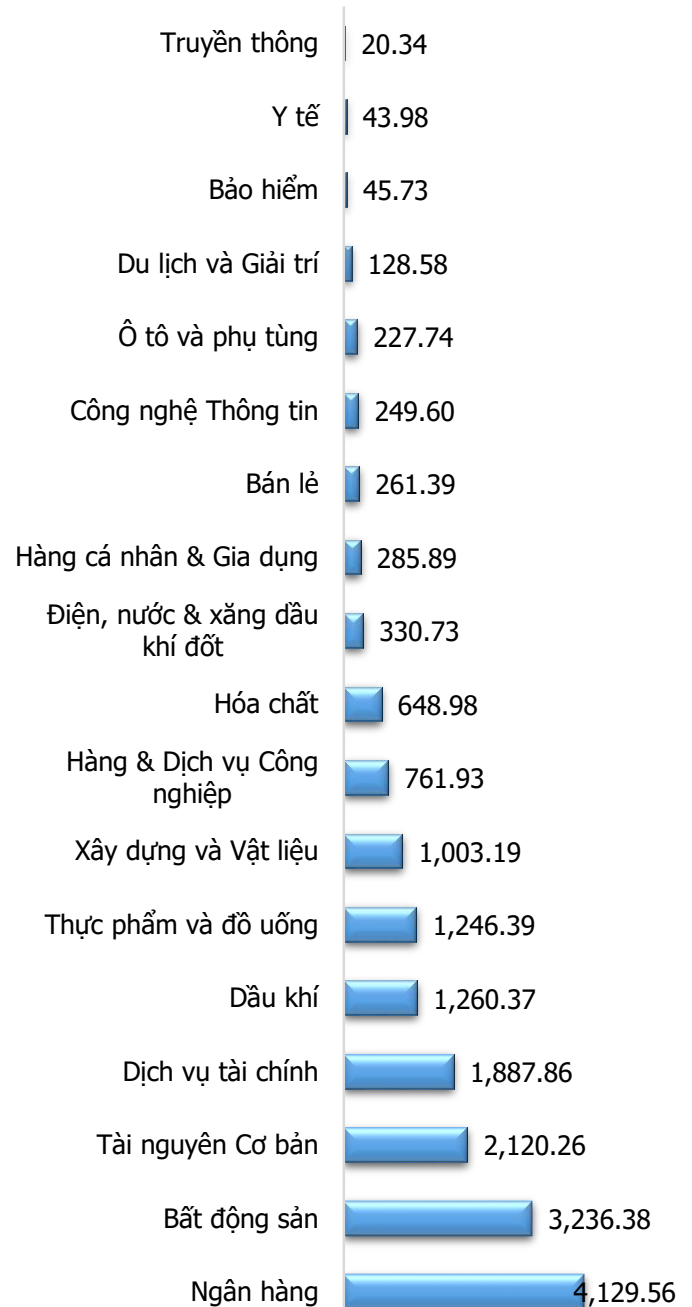 Truyền thông 20.34
Y tế 43.98
Bảo hiểm 45.73
Du lịch và Giải trí 128.58
Ô tô và phụ tùng 227.74
Công nghệ Thông tin 249.60
Bán lẻ 261.39
Hàng cá nhân & Gia dụng 285.89
Điện, nước & xăng dầu
khí đốt 330.73
Hóa chất 648.98
Hàng & Dịch vụ Công
nghiệp 761.93
Xây dựng và Vật liệu 1,003.19
Thực phẩm và đồ uống 1,246.39
Dầu khí 1,260.37
Dịch vụ tài chính 1,887.86
Tài nguyên Cơ bản 2,120.26
Bất động sản 3,236.38
Ngân hàng 4,129.56